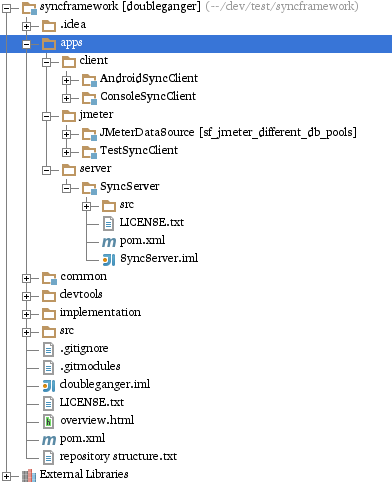 syncframework [doubleganger] (~/dev/test/syncframework)
.idea
apps
client
AndroidSyncClient
ConsoleSyncClient
jmeter
JMeterDataSource [sf_jmeter_different_db_pools]
TestSyncClient
server
SyncServer
src
LICENSE.txt
pom.xml
SyncServer.iml
common
devtools
implementation
src
.gitignore
.gitmodules
doubleganger.iml
LICENSE.txt
overview.html
pom.xml
repository structure.txt
External Libraries